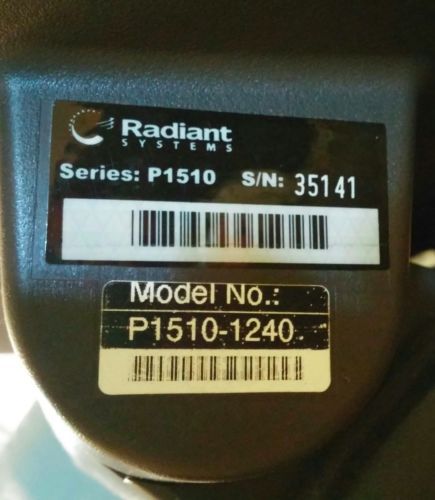 Radiant
SYSTEMS
Series: P1510 S/N: 35141
Model No.:
P1510-1240